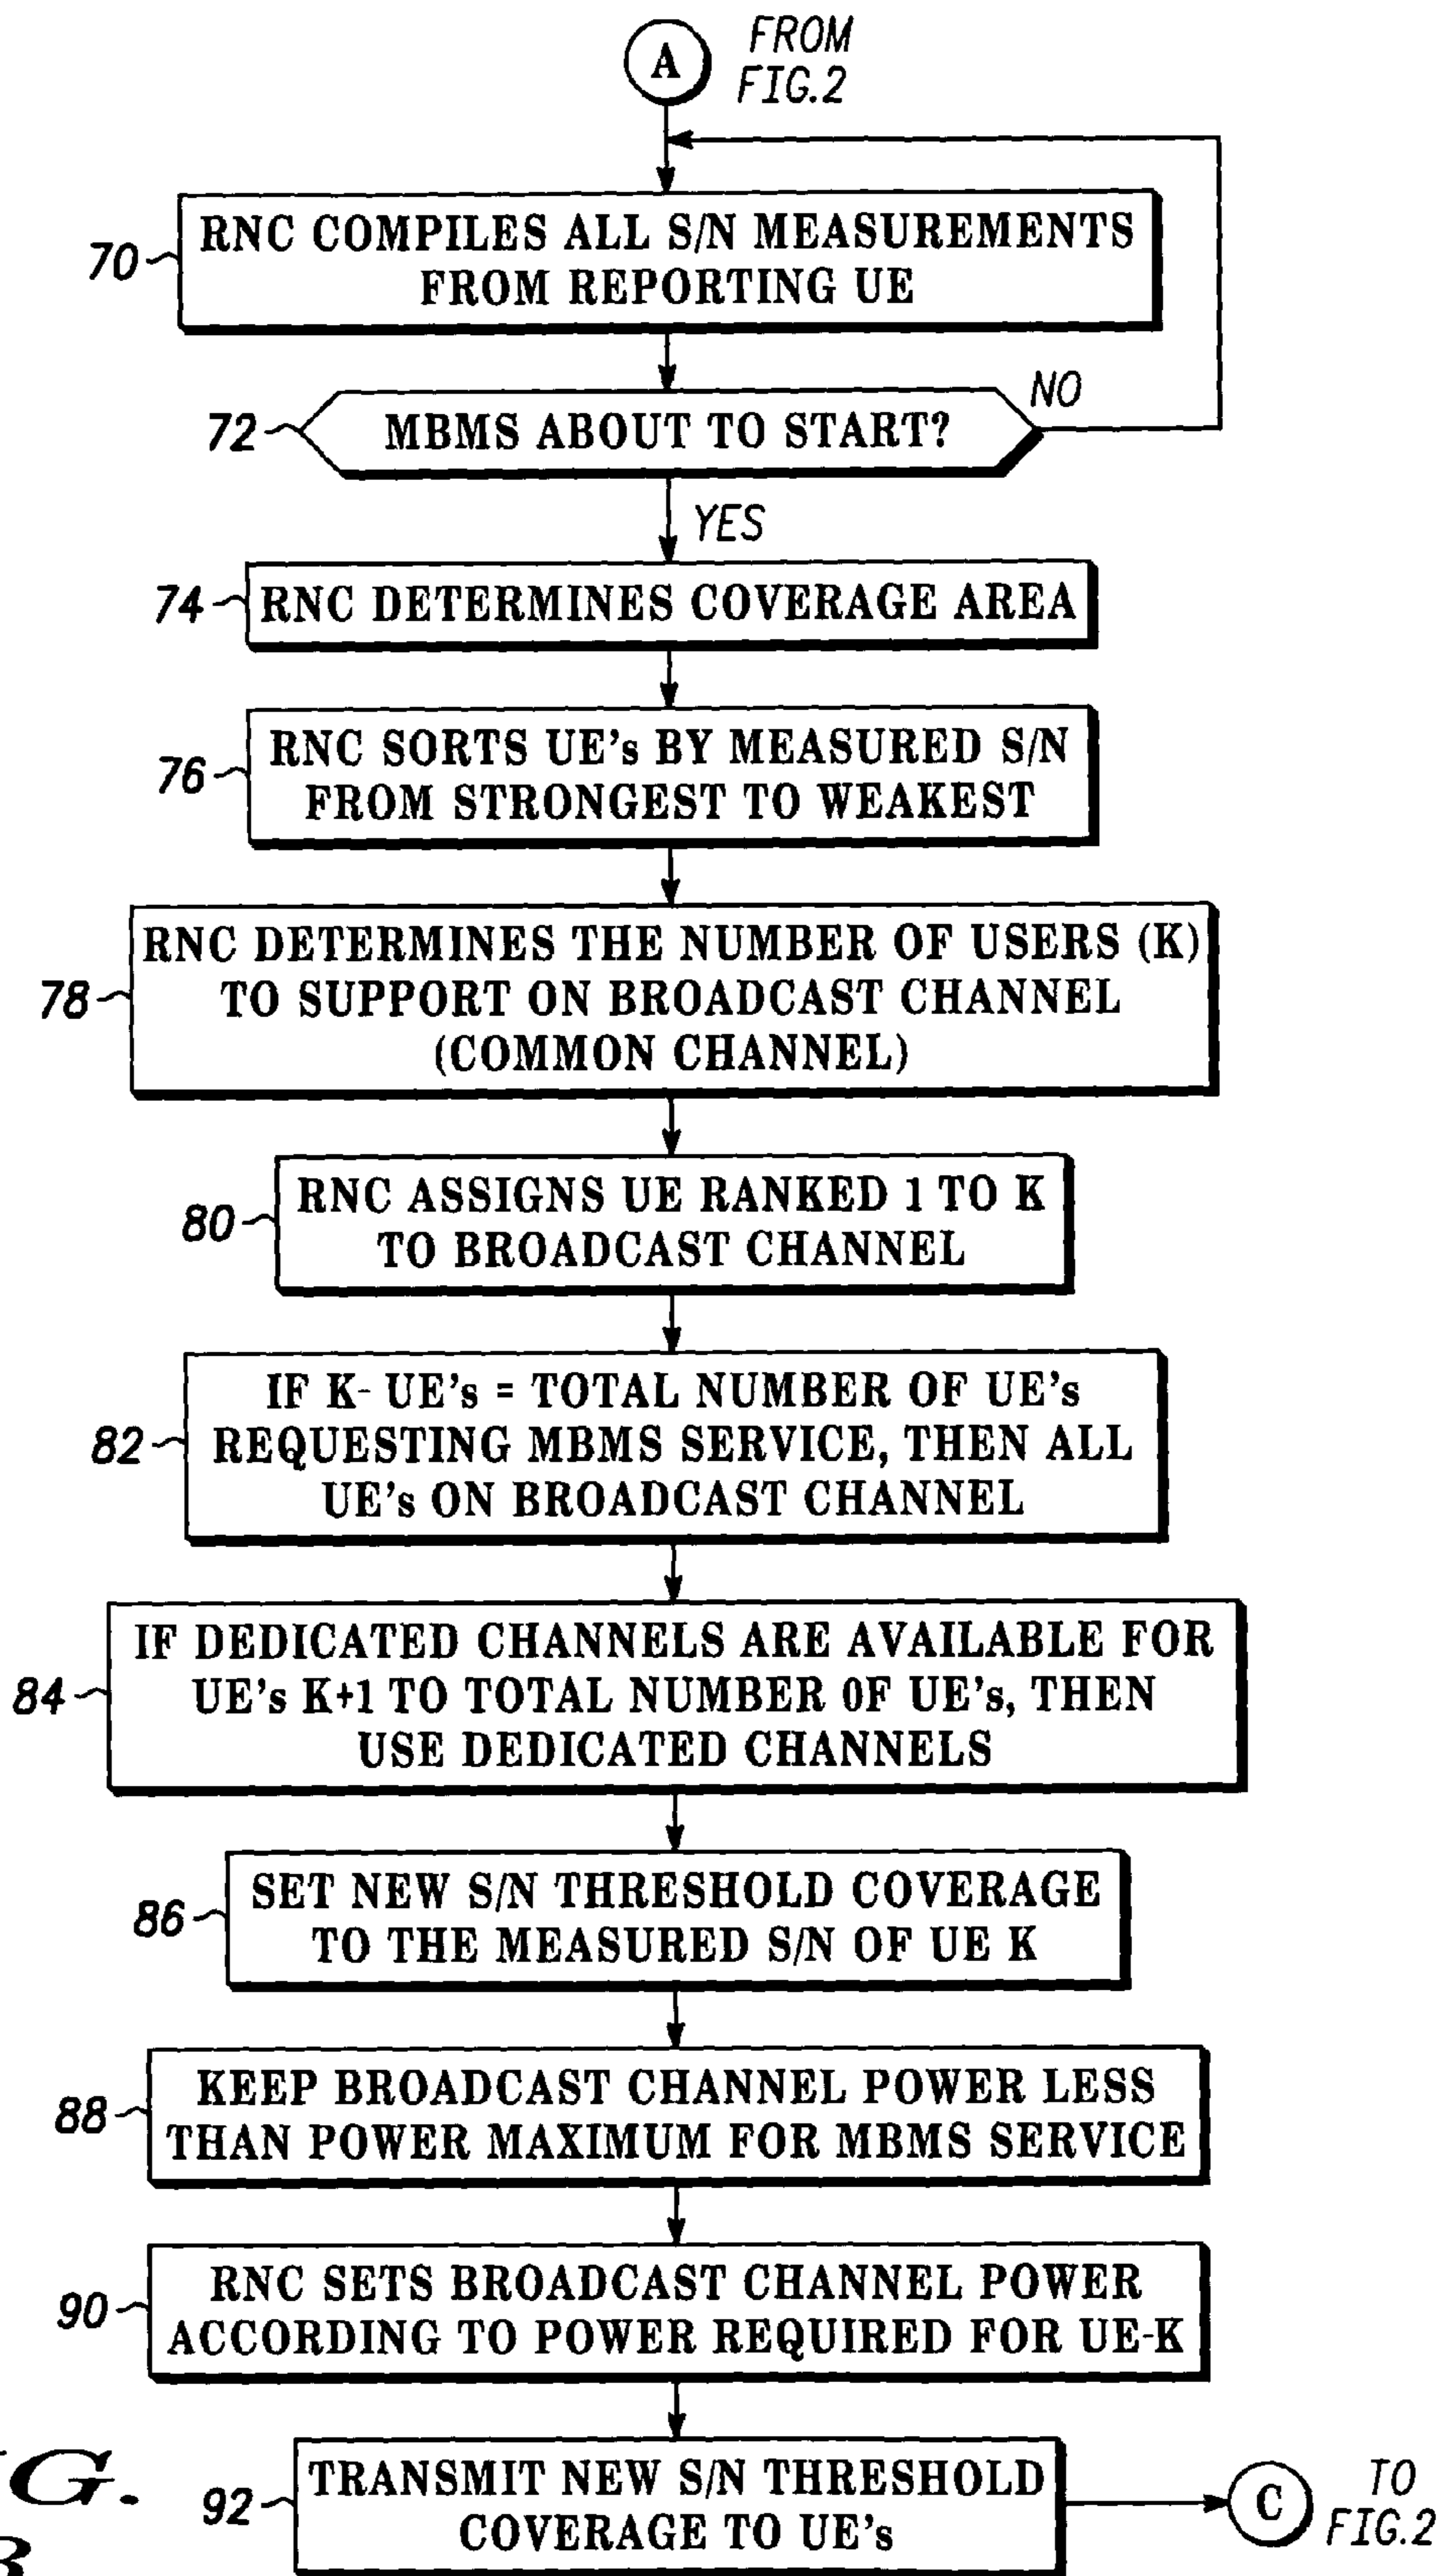 A
FROM
FIG.2
70
RNC COMPILES ALL S/N MEASUREMENTS
FROM REPORTING UE
72
MBMS ABOUT TO START?
NO
YES
74
RNC DETERMINES COVERAGE AREA
76
RNC SORTS UE's BY MEASURED S/N
FROM STRONGEST TO WEAKEST
78
RNC DETERMINES THE NUMBER OF USERS (K)
TO SUPPORT ON BROADCAST CHANNEL
(COMMON CHANNEL)
80
RNC ASSIGNS UE RANKED 1 TO K
TO BROADCAST CHANNEL
82
IF K- UE's = TOTAL NUMBER OF UE's
REQUESTING MBMS SERVICE, THEN ALL
UE's ON BROADCAST CHANNEL
84
IF DEDICATED CHANNELS ARE AVAILABLE FOR
UE's K+1 TO TOTAL NUMBER OF UE's, THEN
USE DEDICATED CHANNELS
86
SET NEW S/N THRESHOLD COVERAGE
TO THE MEASURED S/N OF UE K
88
KEEP BROADCAST CHANNEL POWER LESS
THAN POWER MAXIMUM FOR MBMS SERVICE
90
RNC SETS BROADCAST CHANNEL POWER
ACCORDING TO POWER REQUIRED FOR UE-K
92
TRANSMIT NEW S/N THRESHOLD
COVERAGE TO UE's
C
TO
FIG.2